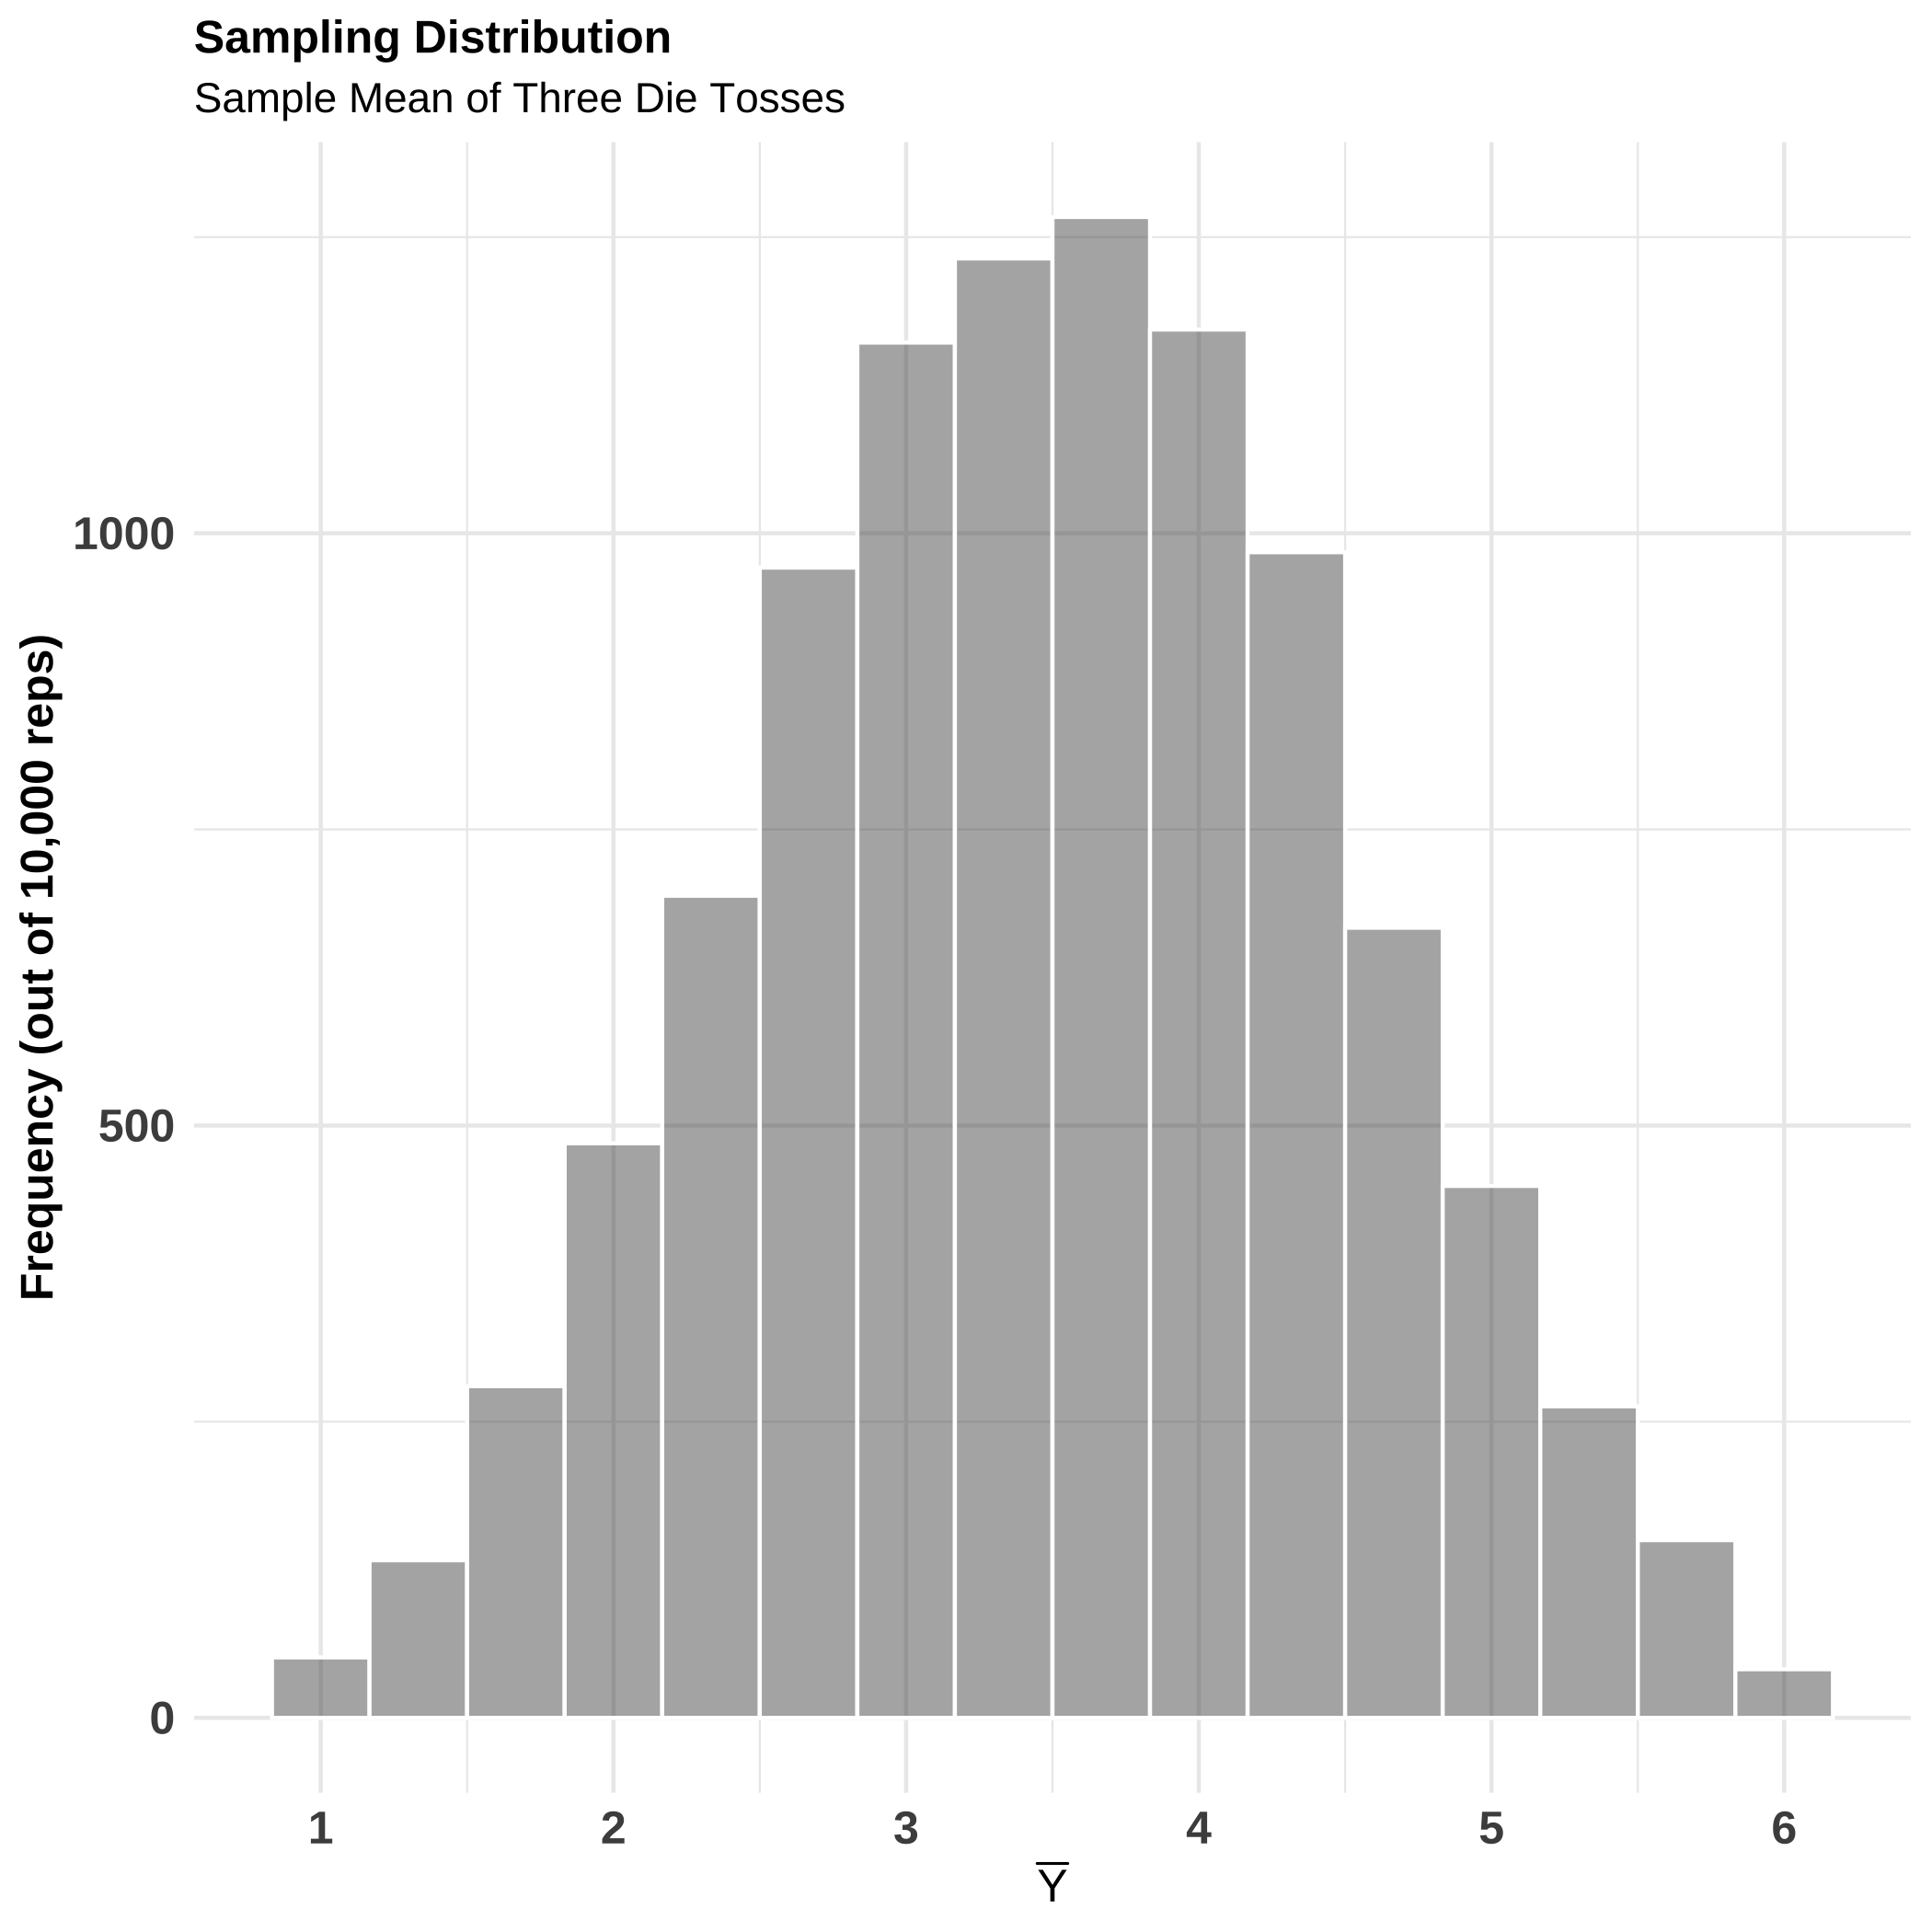 Sampling Distribution
Sample Mean of Three Die Tosses
Frequency (out of 10,000 reps)
1000
500
0
1 2 3 4 5 6
Y̅